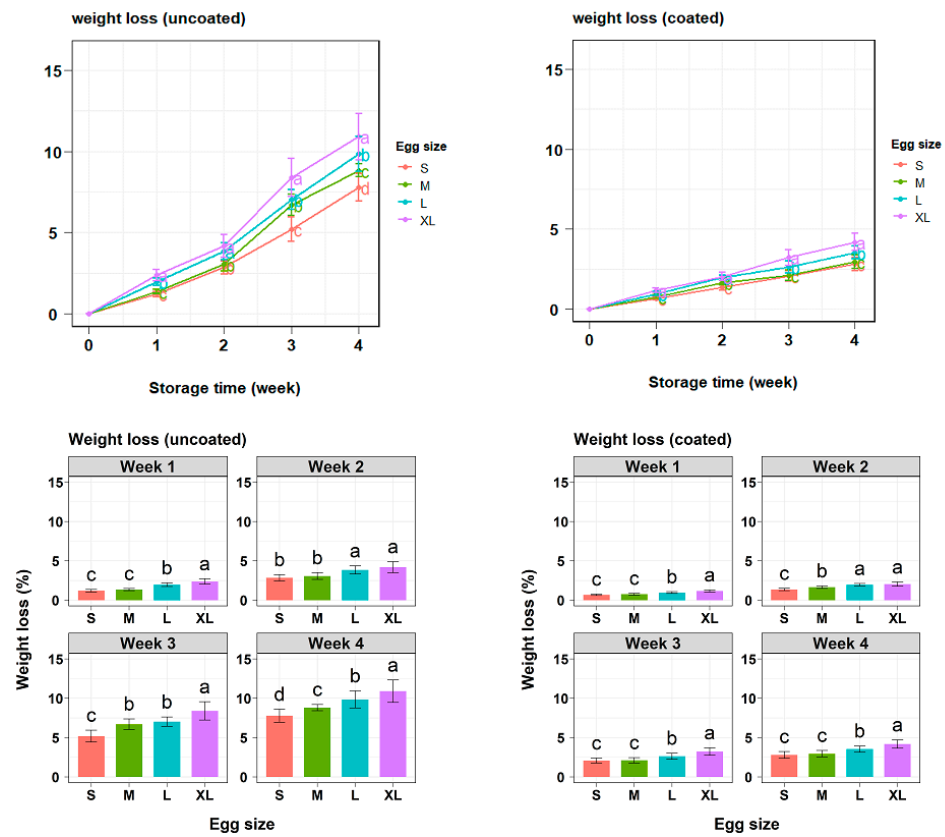 weight loss (uncoated)
15
10
5
0
a
b
c
d
a
b
b
c
0 1 2 3 4
Storage time (week)
Egg size
S
M
L
XL
weight loss (coated)
15
10
5
0
0 1 2 3 4
Storage time (week)
Egg size
S
M
L
XL
Weight loss (uncoated)
Weight loss (%)
Week 1
15
10
5
0
c c b a
S M L XL
Week 2
b b a a
S M L XL
Week 3
15
10
5
0
c b b a
S M L XL
Week 4
d c b a
S M L XL
Egg size
Weight loss (coated)
Weight loss (%)
Week 1
15
10
5
0
c c b a
S M L XL
Week 2
c b a a
S M L XL
Week 3
15
10
5
0
c c b a
S M L XL
Week 4
c c b a
S M L XL
Egg size